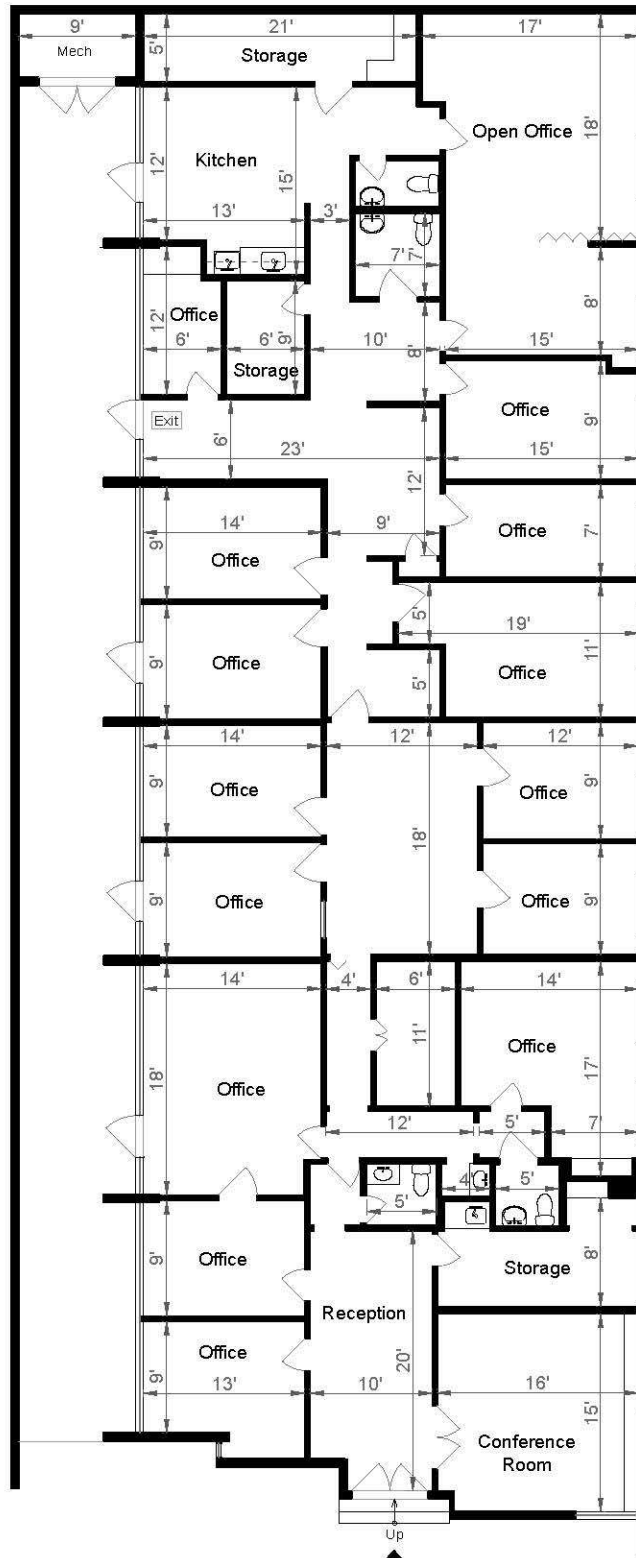 9'
21'
17'
Mech
5'
Storage
18'
Open Office
12'
Kitchen
15'
13'
3'
7'
7'
12'
Office
6'
6'
9'
Storage
10'
8'
8'
15'
Exit
6'
23'
Office
9'
15'
12'
14'
9'
Office
9'
Office
7'
5'
19'
9'
Office
5'
Office
11'
14'
12'
12'
9'
Office
18'
Office
9'
9'
Office
Office
9'
14'
4'
6'
14'
11'
Office
17'
18'
Office
12'
5'
7'
5'
4'
5'
9'
Office
Storage
8'
Reception
Office
20'
9'
13'
10'
16'
15'
Conference
Room
Up